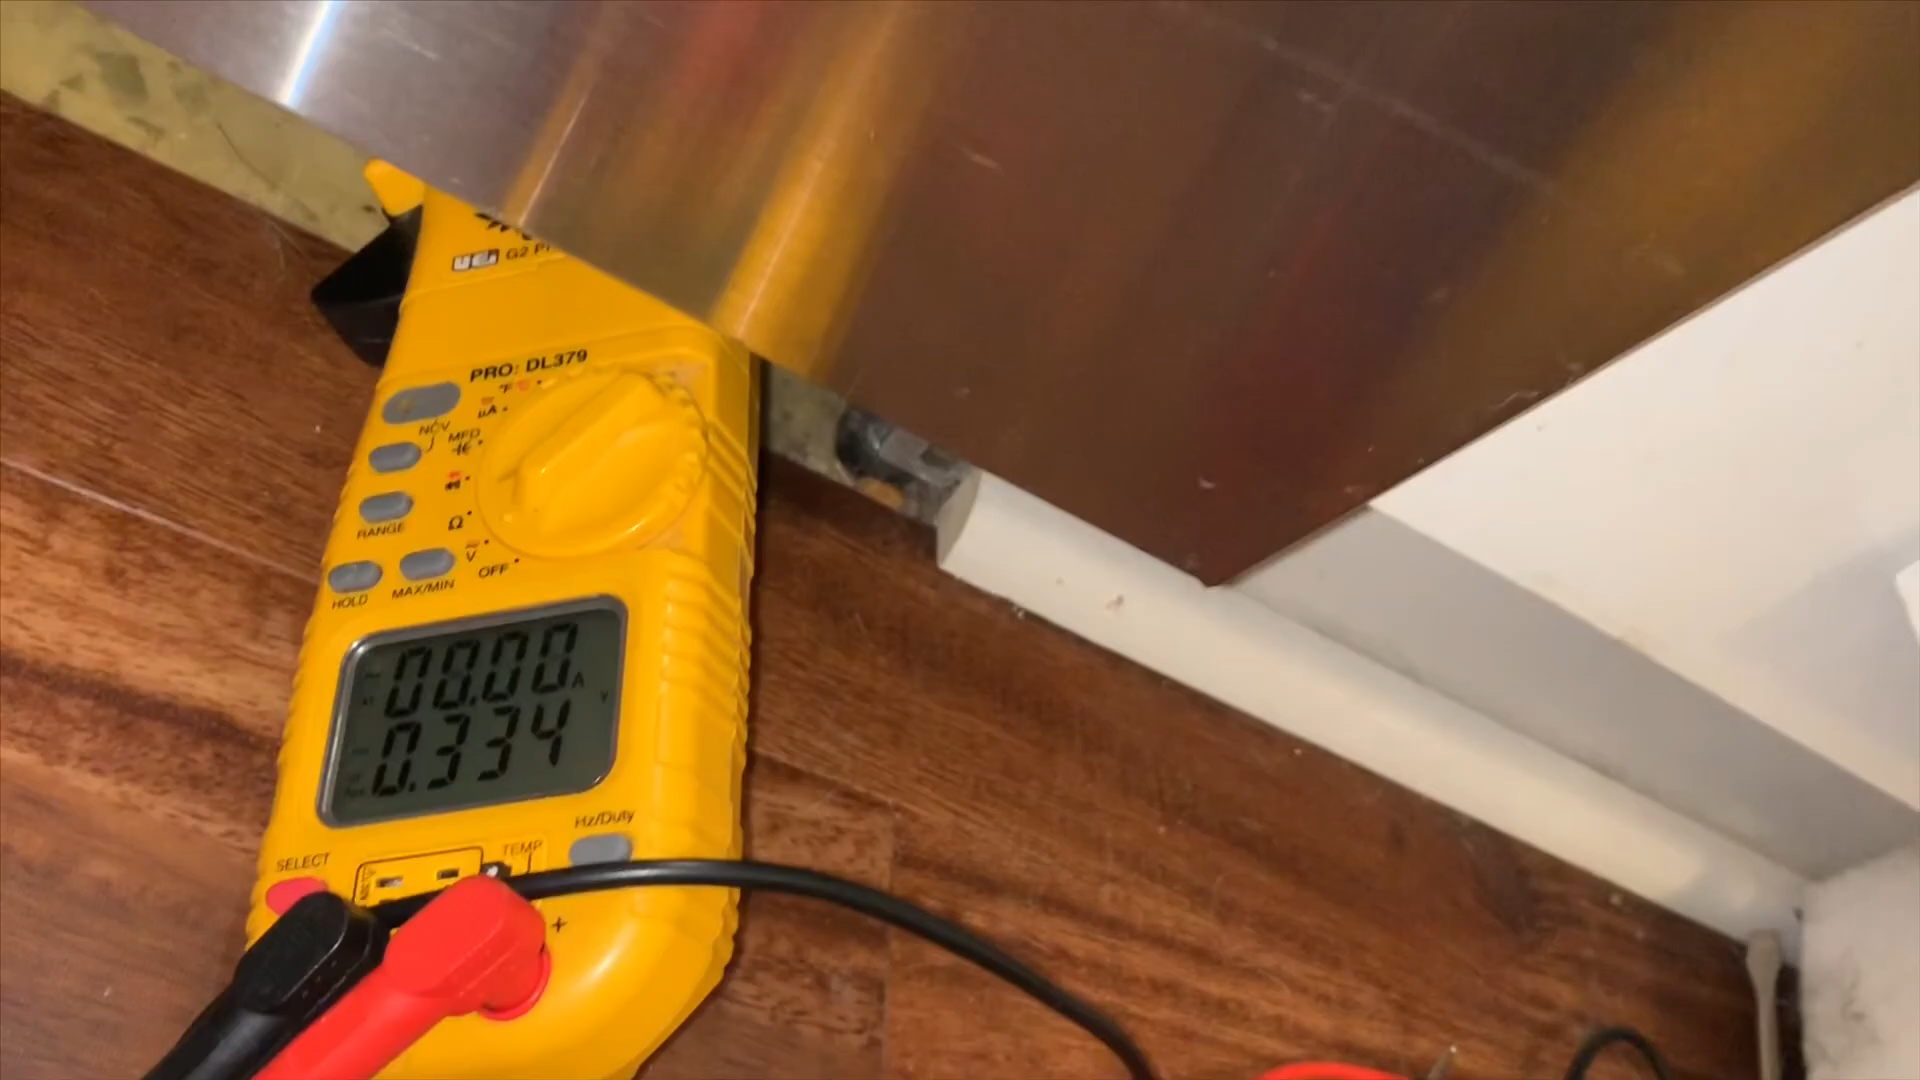 UEi G2 P
PRO: DL379
°F °C
µA
NCV
MFD
RANGE
Ω
V
OFF
HOLD
MAX/MIN
00.00 A
V
0.334
Hz/Duty
SELECT
TEMP
+